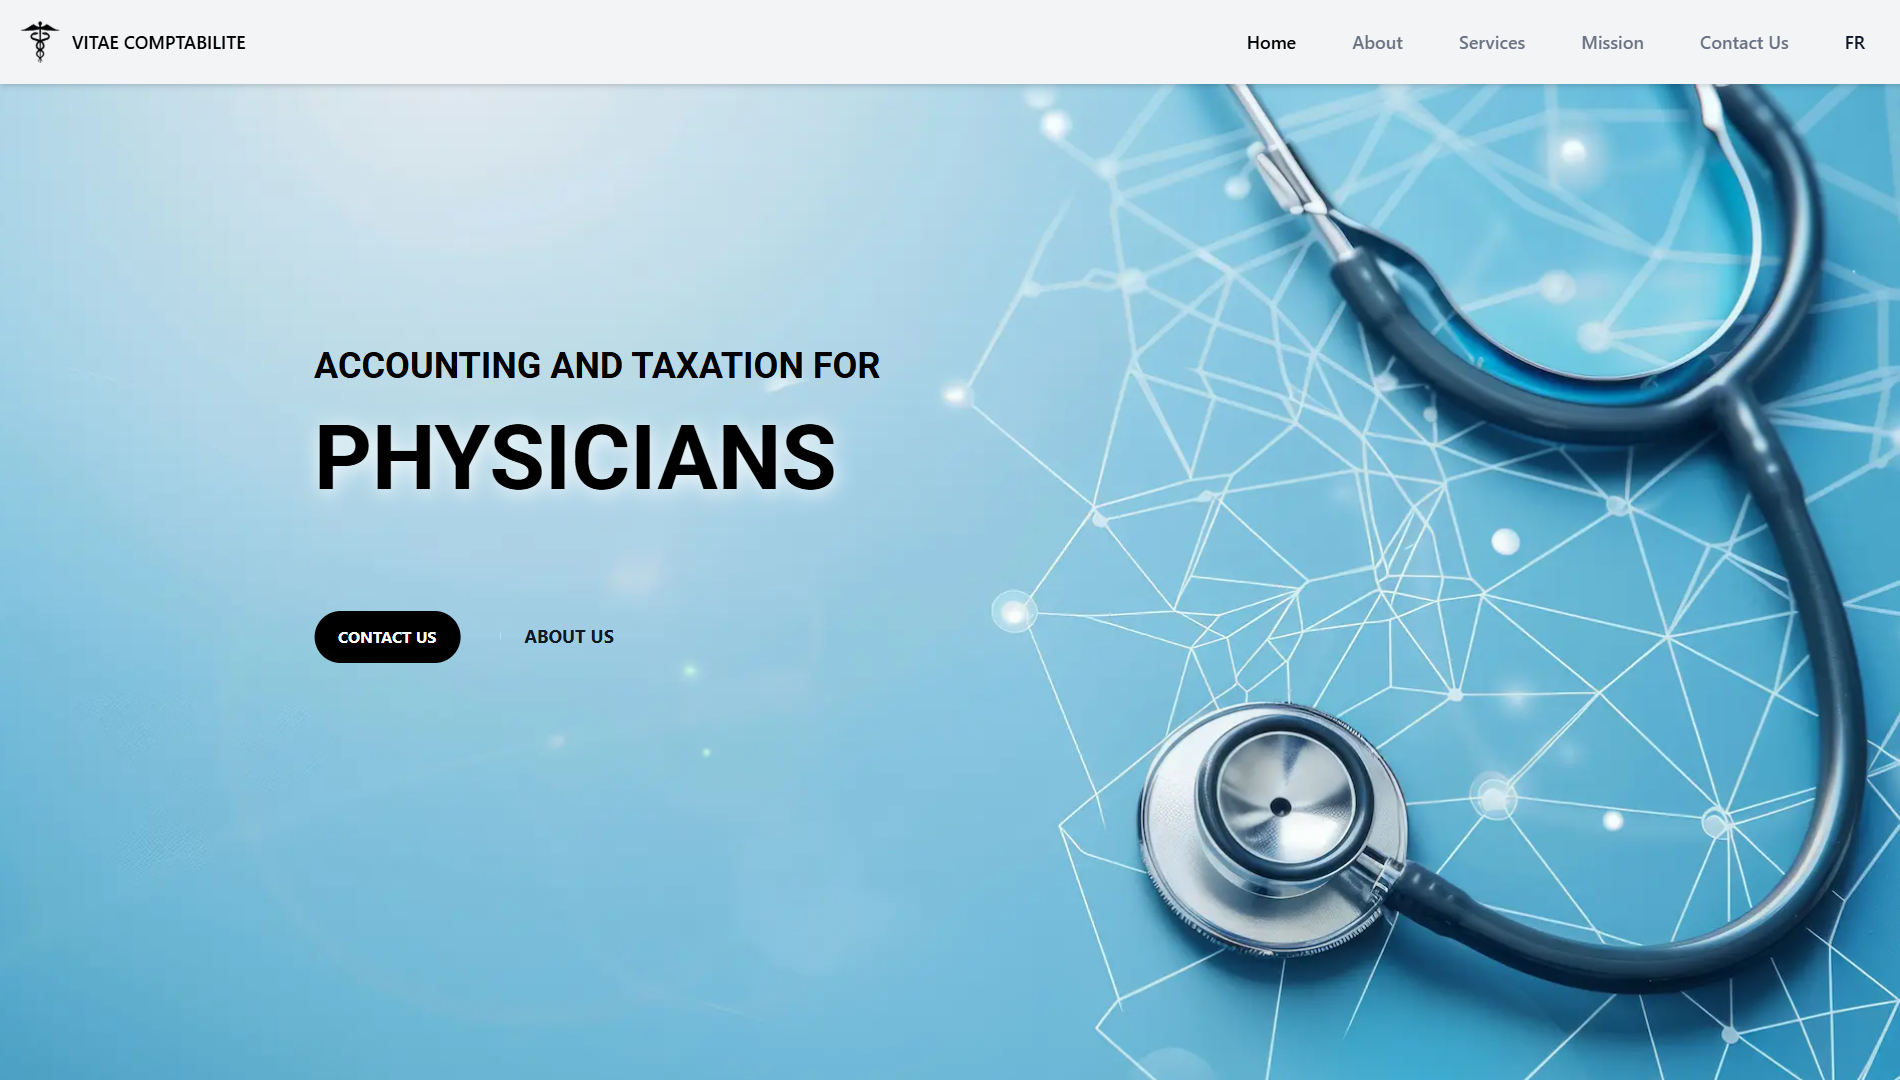 VITAE COMPTABILITE
Home About Services Mission Contact Us FR
ACCOUNTING AND TAXATION FOR
PHYSICIANS
CONTACT US
ABOUT US